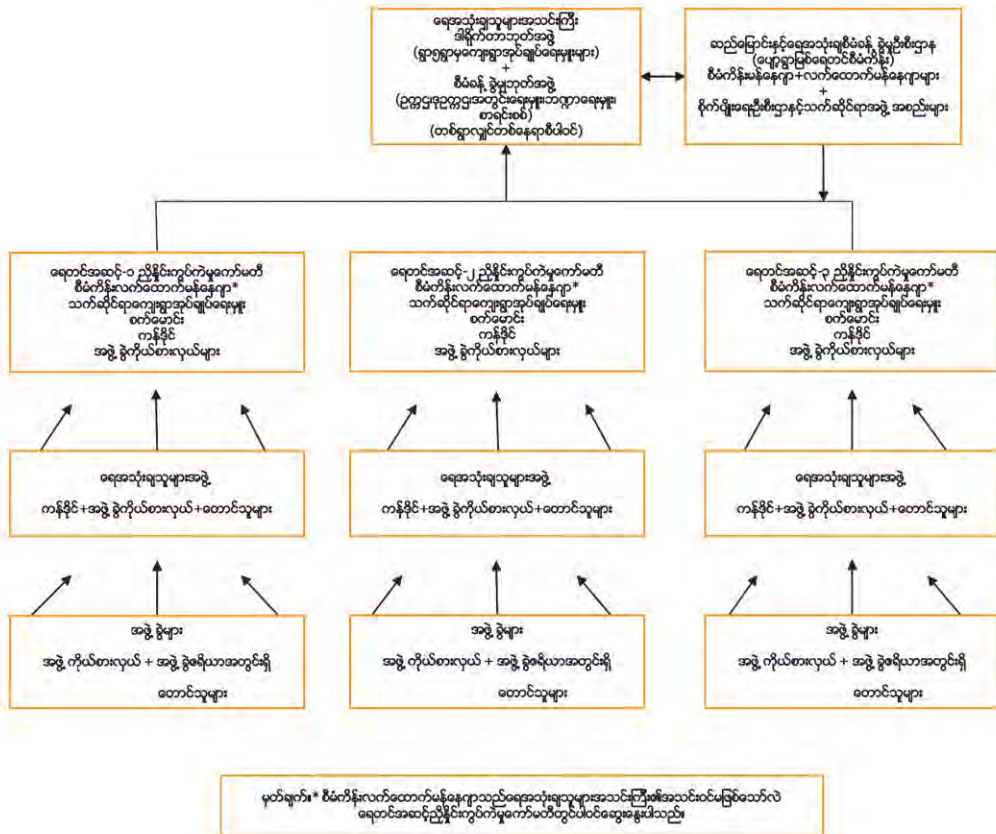 ရေအသုံးချသူများအသင်းကြီး
ဒါရိုက်တာဘုတ်အဖွဲ့
(ရွာ၅ရွာမှကျေးရွာအုပ်ချုပ်ရေးမှူးများ)
+
စီမံခန့်ခွဲမှုဘုတ်အဖွဲ့
(ဥက္ကဌ၊ဒုဥက္ကဌ၊အတွင်းရေးမှူး၊ဘဏ္ဍာရေးမှူး၊
စာရင်းစစ်)
(တစ်ရွာလျှင်တစ်နေရာစီပါဝင်)
ဆည်မြောင်းနှင့်ရေအသုံးချစီမံခန့်ခွဲမှုဦးစီးဌာန
(ပျော့ရွာမြစ်ရေတင်စီမံကိန်း)
စီမံကိန်းမန်နေဂျာ+လက်ထောက်မန်နေဂျာများ
+
စိုက်ပျိုးရေးဦးစီးဌာနနှင့်သက်ဆိုင်ရာအဖွဲ့အစည်းများ
ရေတင်အဆင့်-၁ ညှိနှိုင်းကွပ်ကဲမှုကော်မတီ
စီမံကိန်းလက်ထောက်မန်နေဂျာ*
သက်ဆိုင်ရာကျေးရွာအုပ်ချုပ်ရေးမှူး
စက်မောင်း
ကန်ဒိုင်
အဖွဲ့ခွဲကိုယ်စားလှယ်များ
ရေတင်အဆင့်-၂ ညှိနှိုင်းကွပ်ကဲမှုကော်မတီ
စီမံကိန်းလက်ထောက်မန်နေဂျာ*
သက်ဆိုင်ရာကျေးရွာအုပ်ချုပ်ရေးမှူး
စက်မောင်း
ကန်ဒိုင်
အဖွဲ့ခွဲကိုယ်စားလှယ်များ
ရေတင်အဆင့်-၃ ညှိနှိုင်းကွပ်ကဲမှုကော်မတီ
စီမံကိန်းလက်ထောက်မန်နေဂျာ*
သက်ဆိုင်ရာကျေးရွာအုပ်ချုပ်ရေးမှူး
စက်မောင်း
ကန်ဒိုင်
အဖွဲ့ခွဲကိုယ်စားလှယ်များ
ရေအသုံးချသူများအဖွဲ့
ကန်ဒိုင်+အဖွဲ့ခွဲကိုယ်စားလှယ်+တောင်သူများ
ရေအသုံးချသူများအဖွဲ့
ကန်ဒိုင်+အဖွဲ့ခွဲကိုယ်စားလှယ်+တောင်သူများ
ရေအသုံးချသူများအဖွဲ့
ကန်ဒိုင်+အဖွဲ့ခွဲကိုယ်စားလှယ်+တောင်သူများ
အဖွဲ့ခွဲများ
အဖွဲ့ကိုယ်စားလှယ် + အဖွဲ့ခွဲဧရိယာအတွင်းရှိ
တောင်သူများ
အဖွဲ့ခွဲများ
အဖွဲ့ကိုယ်စားလှယ် + အဖွဲ့ခွဲဧရိယာအတွင်းရှိ
တောင်သူများ
အဖွဲ့ခွဲများ
အဖွဲ့ကိုယ်စားလှယ် + အဖွဲ့ခွဲဧရိယာအတွင်းရှိ
တောင်သူများ
မှတ်ချက်။* စီမံကိန်းလက်ထောက်မန်နေဂျာသည်ရေအသုံးချသူများအသင်းကြီး၏အသင်းဝင်မဖြစ်သော်လဲ
ရေတင်အဆင့်ညှိနှိုင်းကွပ်ကဲမှုကော်မတီတွင်ပါဝင်ဆွေးနွေးပါသည်။